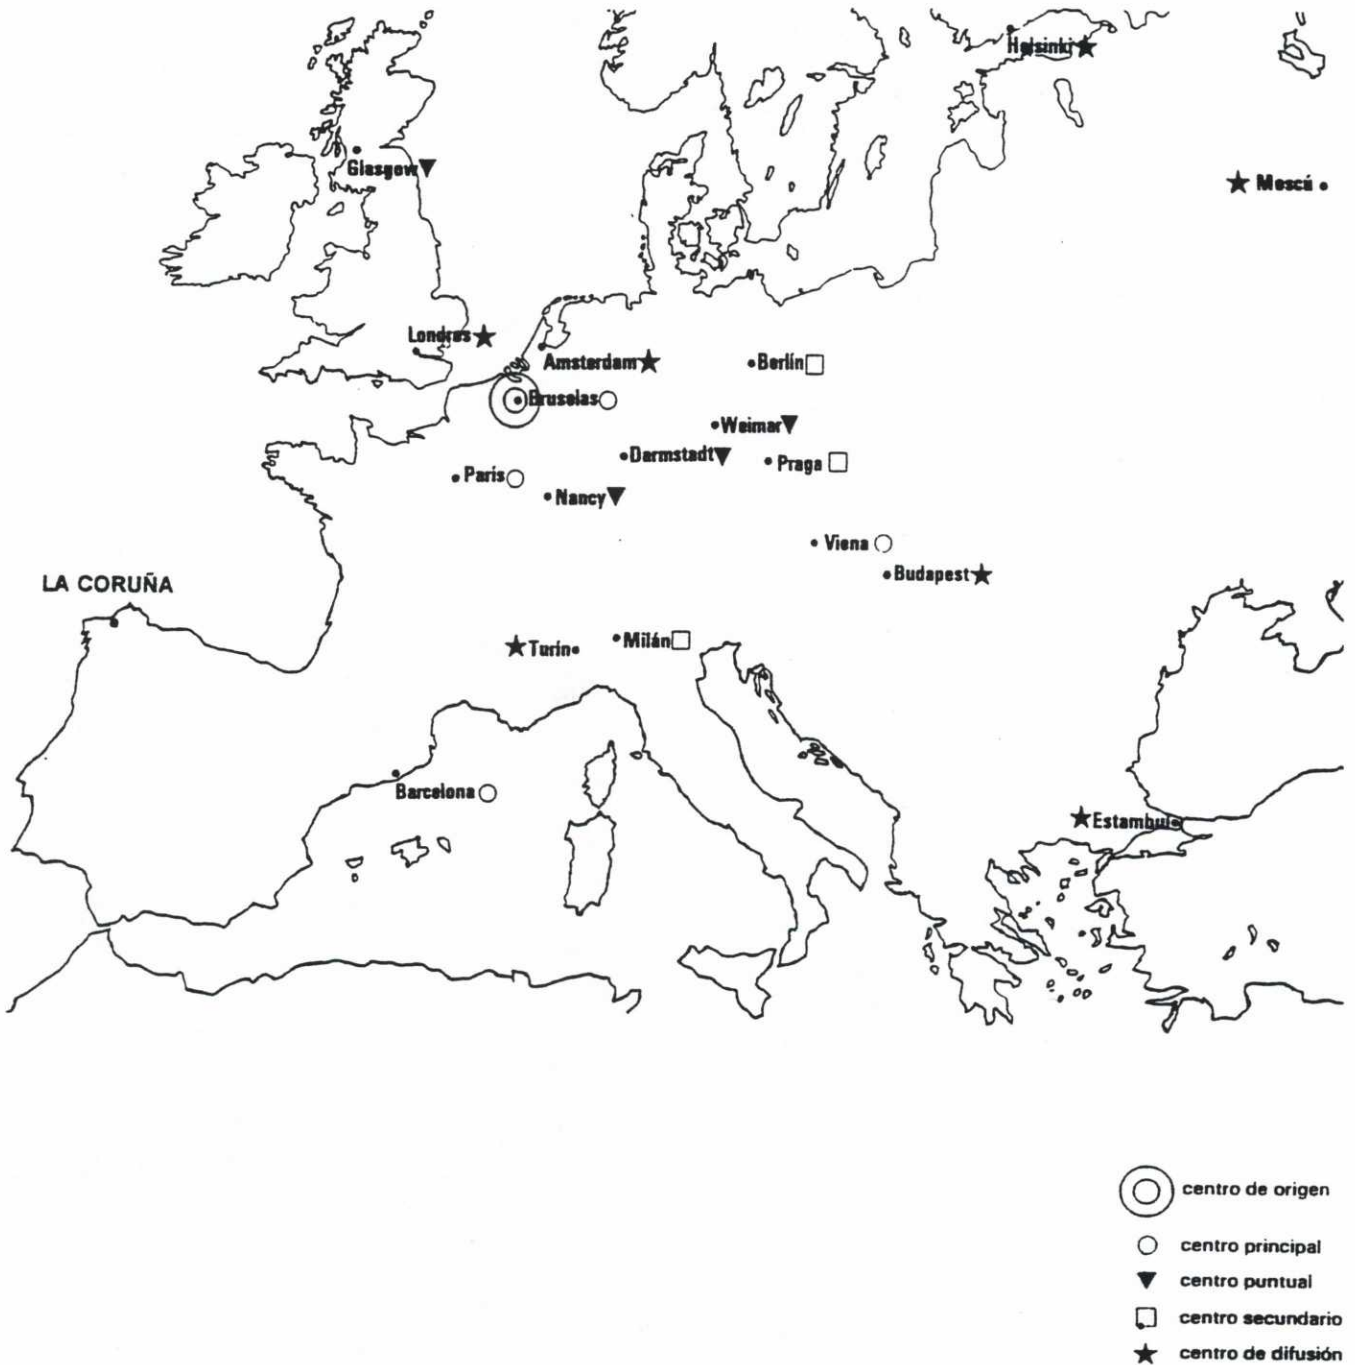 Helsinki
Glasgow
Moscú
Londres
Amsterdam
Berlín
Bruselas
Weimar
Darmstadt
Praga
París
Nancy
Viena
Budapest
LA CORUÑA
Turín
Milán
Barcelona
Estambul
centro de origen
centro principal
centro puntual
centro secundario
centro de difusión